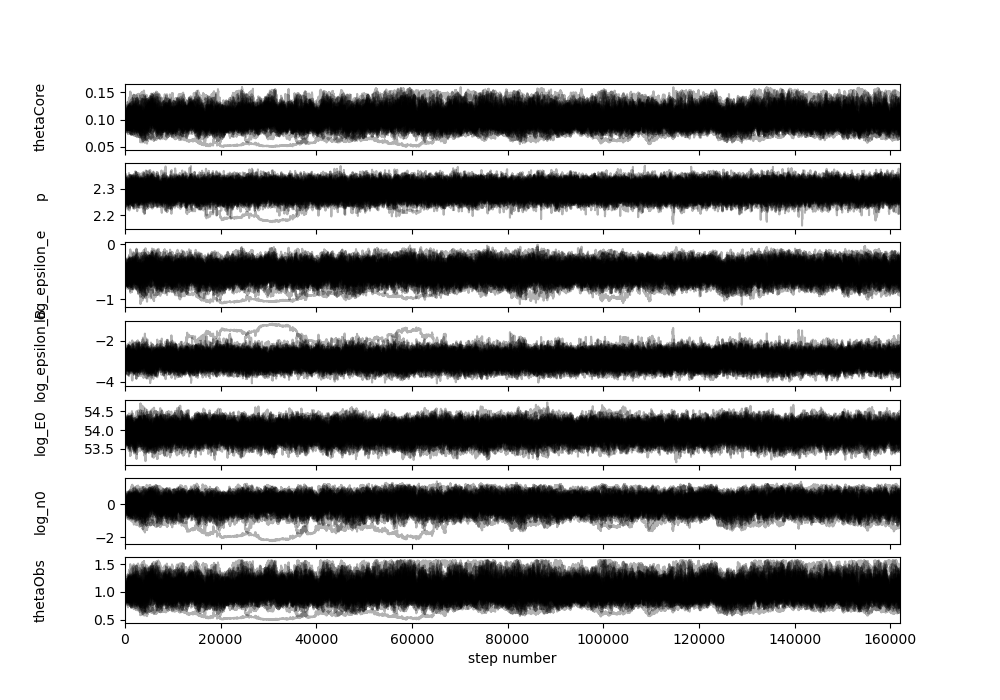 thetaCore
0.15
0.10
0.05
p
2.3
2.2
log_epsilon_e
0
−1
log_epsilon_B
−2
−4
log_E0
54.5
54.0
53.5
log_n0
0
−2
thetaObs
1.5
1.0
0.5
0 20000 40000 60000 80000 100000 120000 140000 160000
step number